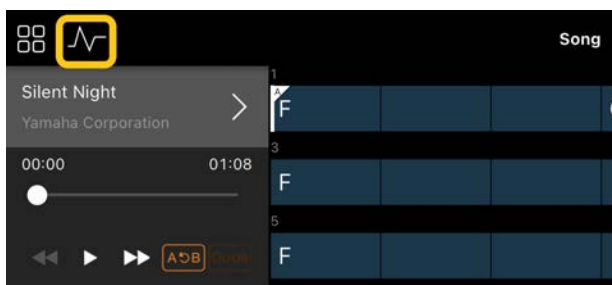 Song
Silent Night
Yamaha Corporation
00:00 01:08
A B
1
A
F
3
F
5
F